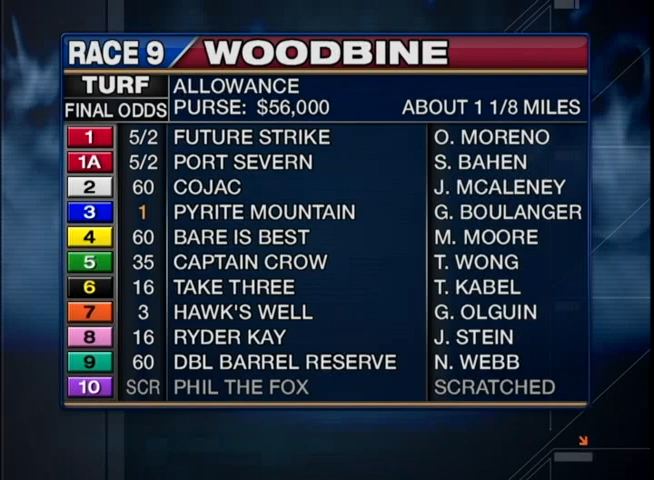 RACE 9 WOODBINE
TURF ALLOWANCE
FINAL ODDS PURSE: $56,000 ABOUT 1 1/8 MILES
1 5/2 FUTURE STRIKE O. MORENO
1A 5/2 PORT SEVERN S. BAHEN
2 60 COJAC J. MCALENEY
3 1 PYRITE MOUNTAIN G. BOULANGER
4 60 BARE IS BEST M. MOORE
5 35 CAPTAIN CROW T. WONG
6 16 TAKE THREE T. KABEL
7 3 HAWK'S WELL G. OLGUIN
8 16 RYDER KAY J. STEIN
9 60 DBL BARREL RESERVE N. WEBB
10 SCR PHIL THE FOX SCRATCHED